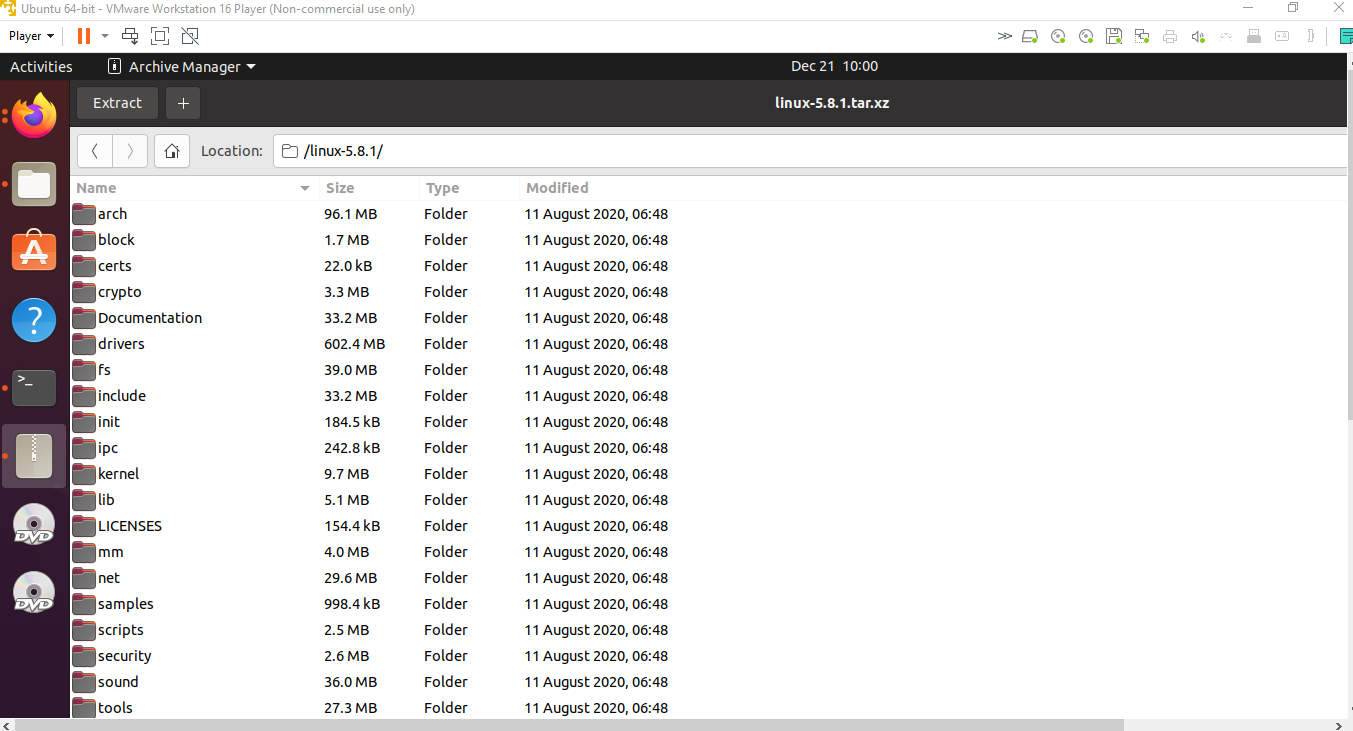 Ubuntu 64-bit - VMware Workstation 16 Player (Non-commercial use only)
Player
Activities Archive Manager Dec 21 10:00
Extract + linux-5.8.1.tar.xz
Location: /linux-5.8.1/
Name Size Type Modified
arch 96.1 MB Folder 11 August 2020, 06:48
block 1.7 MB Folder 11 August 2020, 06:48
certs 22.0 kB Folder 11 August 2020, 06:48
crypto 3.3 MB Folder 11 August 2020, 06:48
Documentation 33.2 MB Folder 11 August 2020, 06:48
drivers 602.4 MB Folder 11 August 2020, 06:48
fs 39.0 MB Folder 11 August 2020, 06:48
include 33.2 MB Folder 11 August 2020, 06:48
init 184.5 kB Folder 11 August 2020, 06:48
ipc 242.8 kB Folder 11 August 2020, 06:48
kernel 9.7 MB Folder 11 August 2020, 06:48
lib 5.1 MB Folder 11 August 2020, 06:48
LICENSES 154.4 kB Folder 11 August 2020, 06:48
mm 4.0 MB Folder 11 August 2020, 06:48
net 29.6 MB Folder 11 August 2020, 06:48
samples 998.4 kB Folder 11 August 2020, 06:48
scripts 2.5 MB Folder 11 August 2020, 06:48
security 2.6 MB Folder 11 August 2020, 06:48
sound 36.0 MB Folder 11 August 2020, 06:48
tools 27.3 MB Folder 11 August 2020, 06:48
DVD
DVD